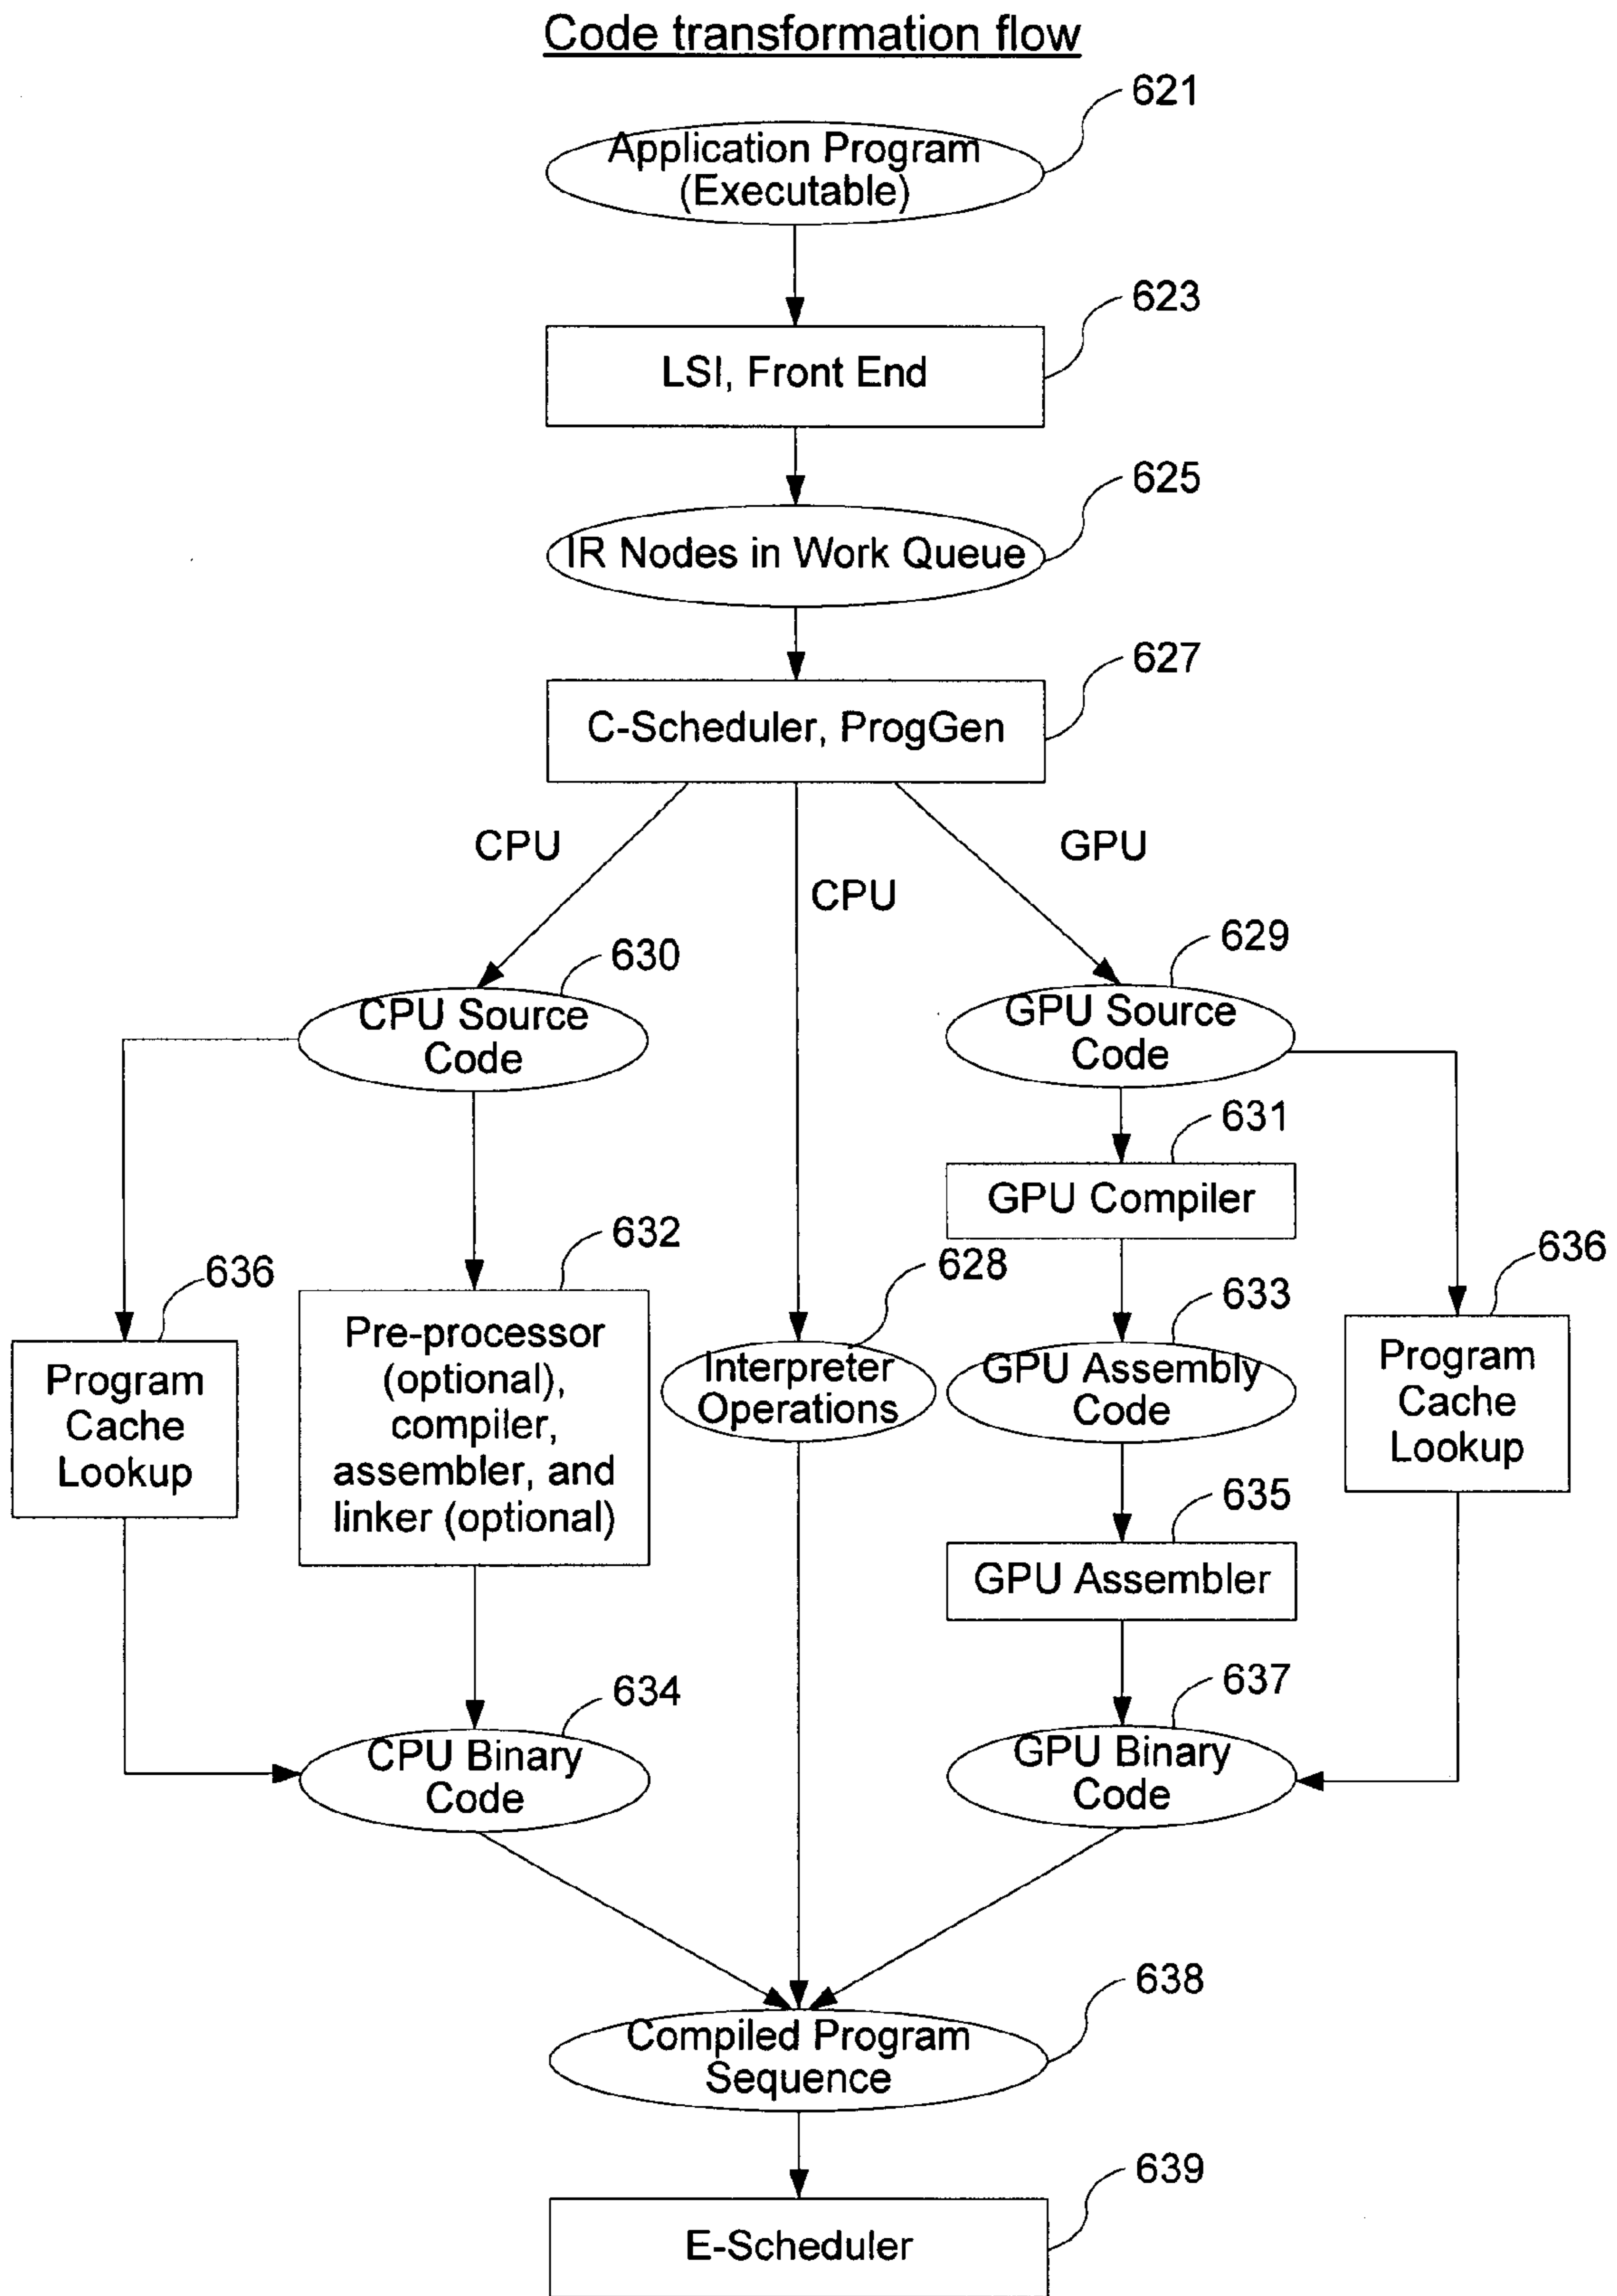 Code transformation flow
621
Application Program
(Executable)
623
LSI, Front End
625
IR Nodes in Work Queue
627
C-Scheduler, ProgGen
CPU
CPU
GPU
630
CPU Source
Code
629
GPU Source
Code
631
GPU Compiler
636
Program
Cache
Lookup
632
Pre-processor
(optional),
compiler,
assembler, and
linker (optional)
628
Interpreter
Operations
633
GPU Assembly
Code
636
Program
Cache
Lookup
635
GPU Assembler
634
CPU Binary
Code
637
GPU Binary
Code
638
Compiled Program
Sequence
639
E-Scheduler